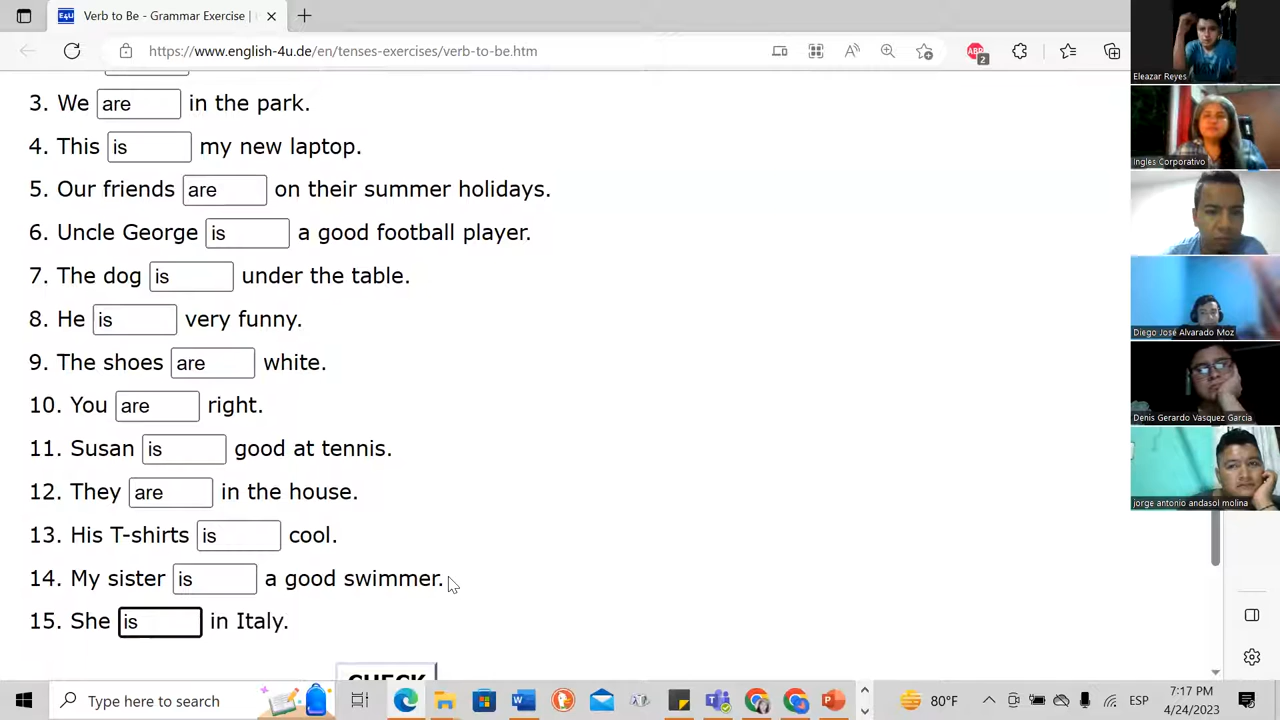 Verb to Be - Grammar Exercise |
https://www.english-4u.de/en/tenses-exercises/verb-to-be.htm
3. We are in the park.
4. This is my new laptop.
5. Our friends are on their summer holidays.
6. Uncle George is a good football player.
7. The dog is under the table.
8. He is very funny.
9. The shoes are white.
10. You are right.
11. Susan is good at tennis.
12. They are in the house.
13. His T-shirts is cool.
14. My sister is a good swimmer.
15. She is in Italy.
CHECK
Eleazar Reyes
Ingles Corporativo
Diego José Alvarado Moz
Denis Gerardo Vasquez Garcia
jorge antonio andasol molina
E4U
ABP
2
Type here to search
80°F
ESP
7:17 PM
4/24/2023